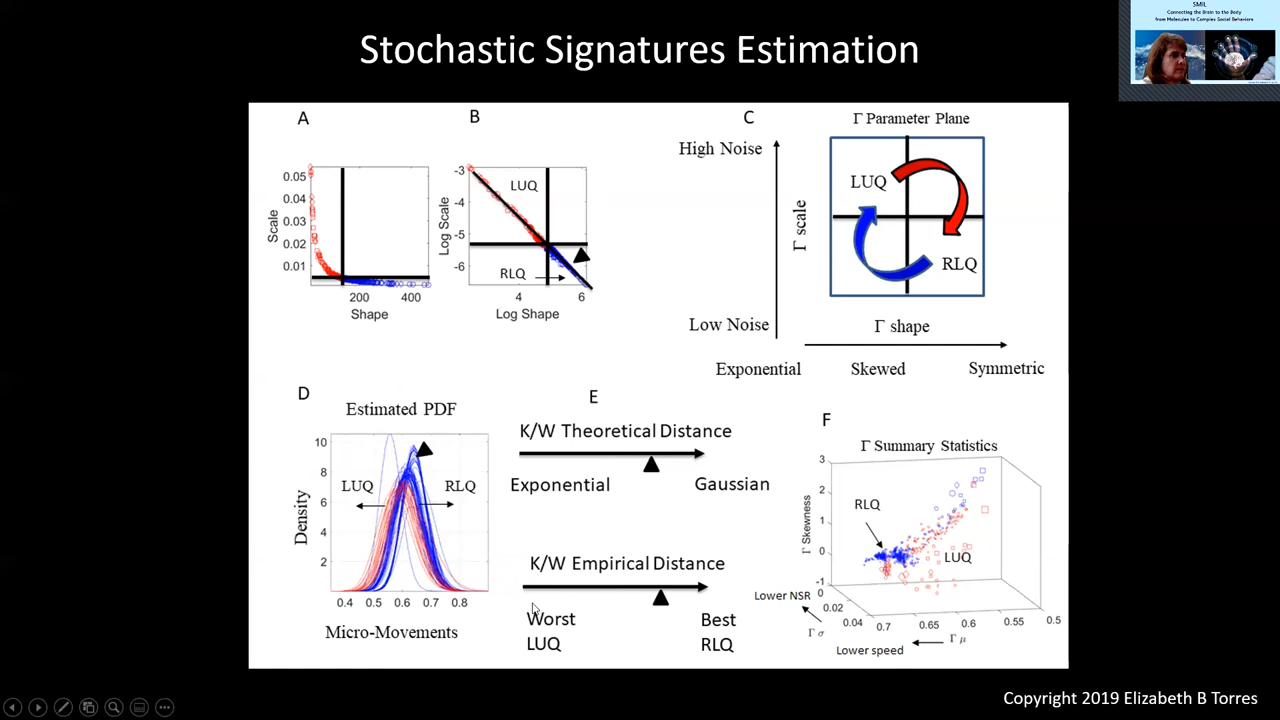 Stochastic Signatures Estimation
SMIL
Connecting the Brain to the Body
from Molecules to Complex Social Behaviors
A
0.05
0.04
0.03
0.02
0.01
Scale
200
400
Shape
B
-3
-4
-5
-6
Log Scale
LUQ
RLQ
4
6
Log Shape
C
Γ Parameter Plane
High Noise
Low Noise
Γ scale
LUQ
RLQ
Γ shape
Exponential
Skewed
Symmetric
D
Estimated PDF
10
8
6
4
2
Density
LUQ
RLQ
0.4
0.5
0.6
0.7
0.8
Micro-Movements
E
K/W Theoretical Distance
Exponential
Gaussian
K/W Empirical Distance
Worst
LUQ
Best
RLQ
F
Γ Summary Statistics
3
2
1
0
-1
Γ Skewness
RLQ
LUQ
Lower NSR
0
0.02
0.04
Γ σ
0.7
0.65
0.6
0.55
0.5
Γ μ
Lower speed
Copyright 2019 Elizabeth B Torres